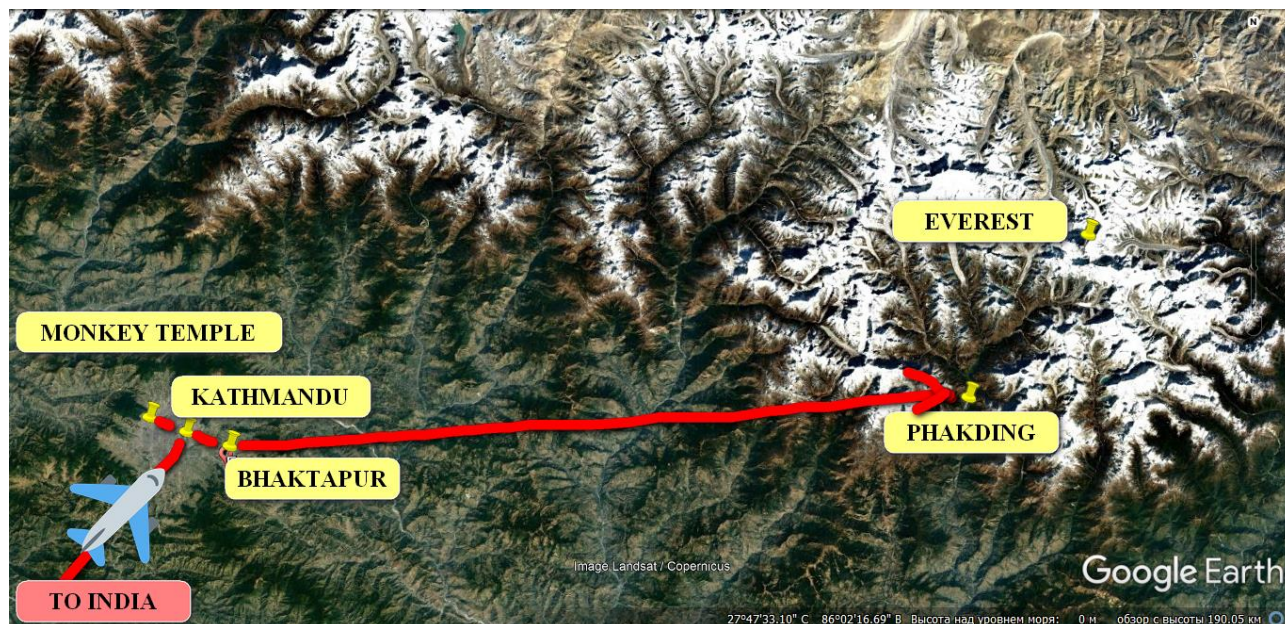 N
EVEREST
MONKEY TEMPLE
KATHMANDU
PHAKDING
BHAKTAPUR
Image Landsat / Copernicus
Google Earth
TO INDIA
27°47'33.10" С 86°02'16.69" В Высота над уровнем моря: 0 м обзор с высоты 190.05 км